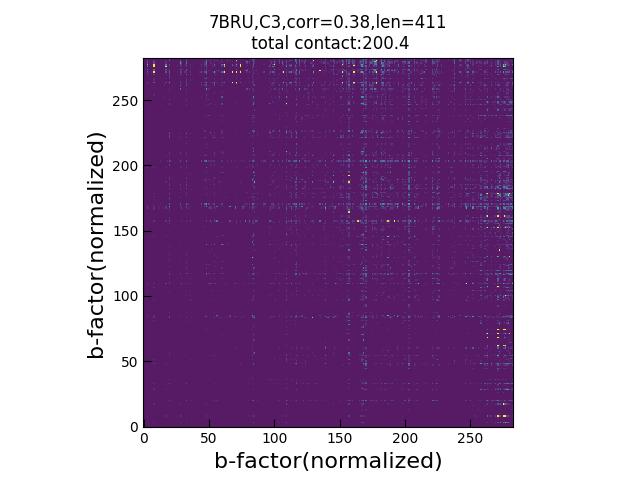 7BRU,C3,corr=0.38,len=411
total contact:200.4
b-factor(normalized)
250
200
150
100
50
0
0 50 100 150 200 250
b-factor(normalized)